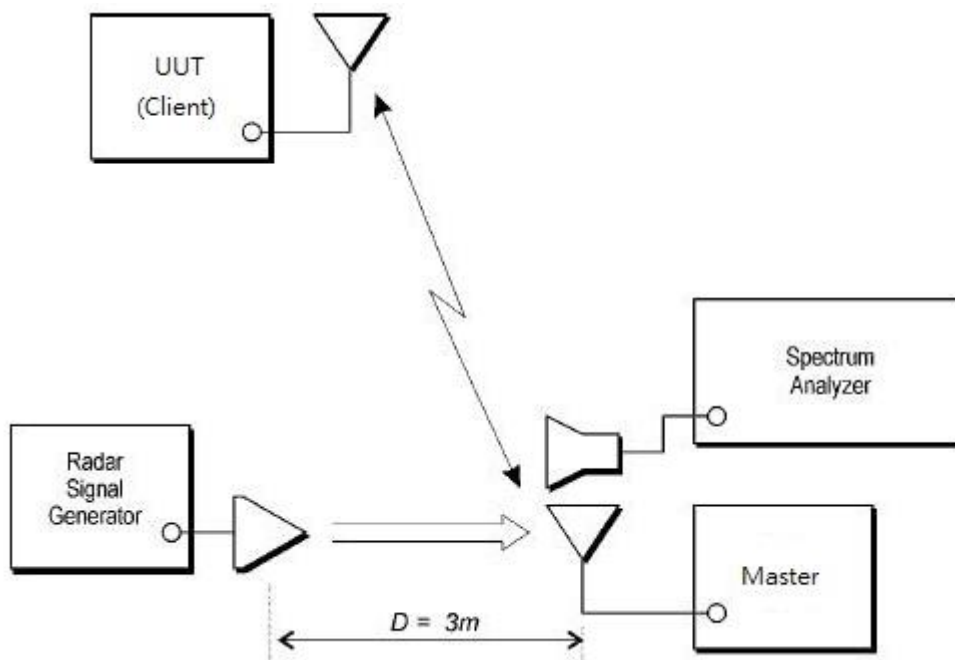 UUT
(Client)
Spectrum
Analyzer
Radar
Signal
Generator
Master
D = 3m